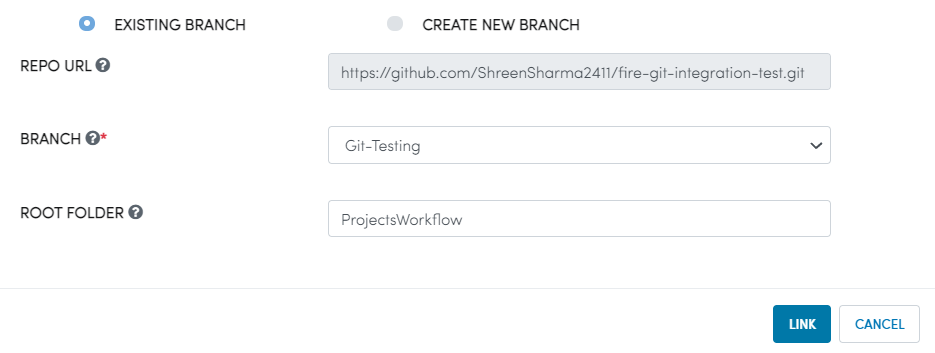 EXISTING BRANCH CREATE NEW BRANCH
REPO URL ? https://github.com/ShreenSharma2411/fire-git-integration-test.git
BRANCH ?* Git-Testing
ROOT FOLDER ? ProjectsWorkflow
LINK CANCEL